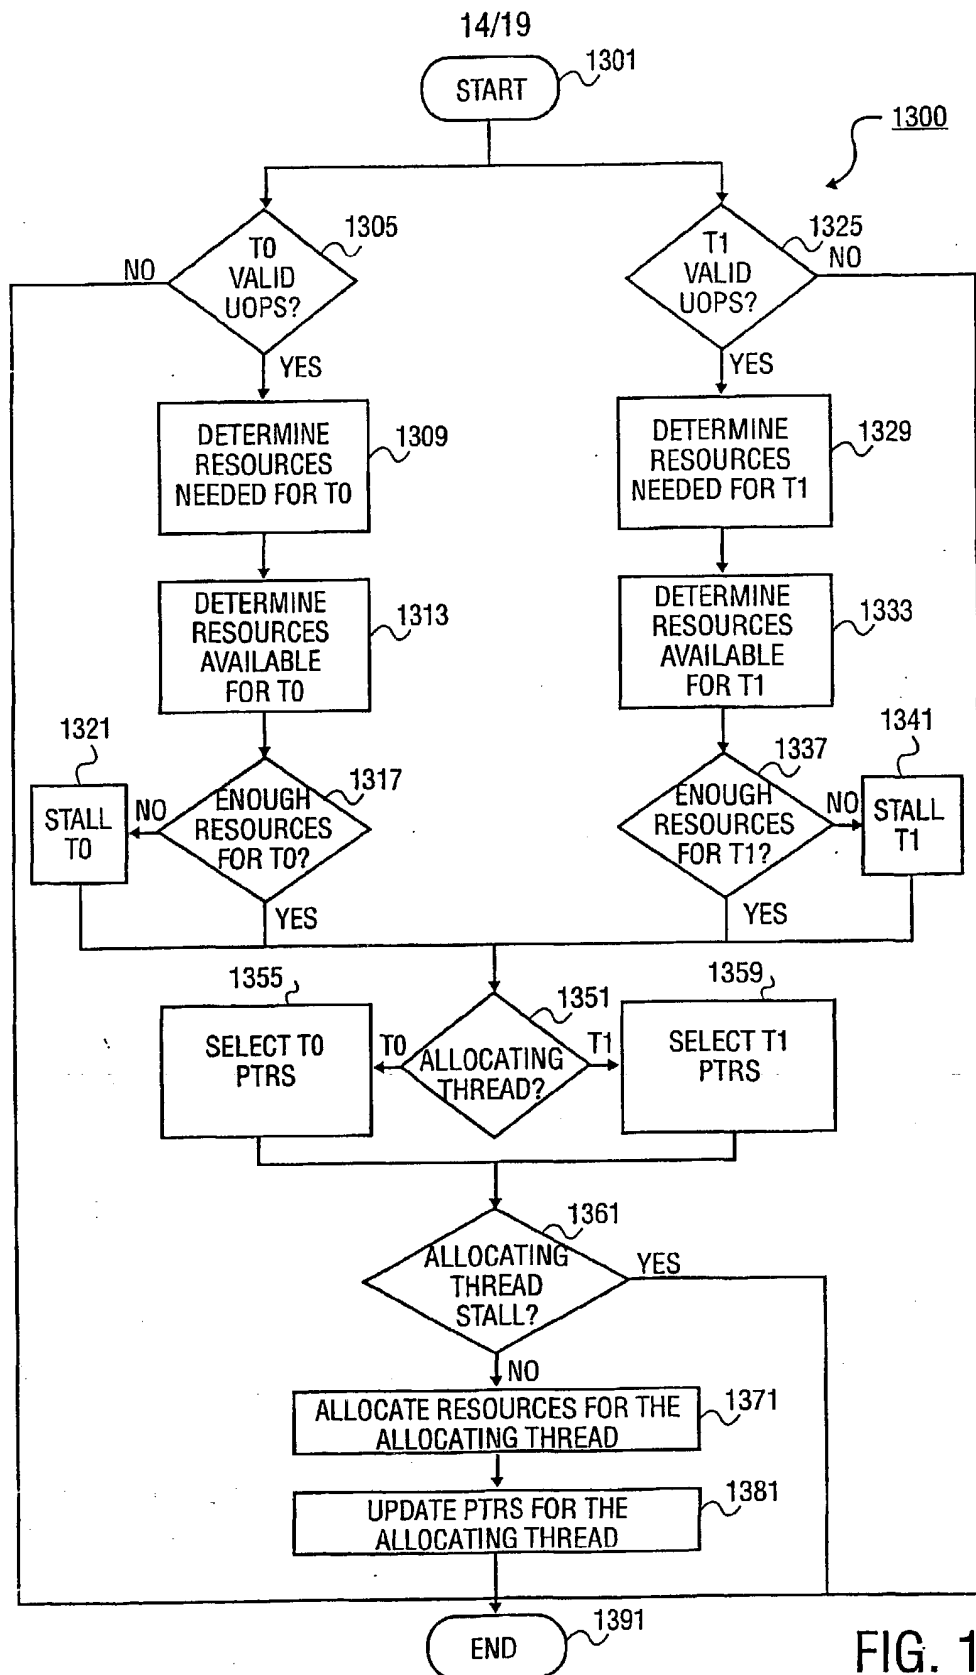 14/19
START
1301
1300
T0
VALID
UOPS?
1305
NO
YES
T1
VALID
UOPS?
1325
NO
YES
DETERMINE
RESOURCES
NEEDED FOR T0
1309
DETERMINE
RESOURCES
NEEDED FOR T1
1329
DETERMINE
RESOURCES
AVAILABLE
FOR T0
1313
DETERMINE
RESOURCES
AVAILABLE
FOR T1
1333
1321
STALL
T0
NO
ENOUGH
RESOURCES
FOR T0?
1317
YES
ENOUGH
RESOURCES
FOR T1?
1337
NO
YES
1341
STALL
T1
1355
SELECT T0
PTRS
T0
ALLOCATING
THREAD?
1351
T1
1359
SELECT T1
PTRS
ALLOCATING
THREAD
STALL?
1361
YES
NO
ALLOCATE RESOURCES FOR THE
ALLOCATING THREAD
1371
UPDATE PTRS FOR THE
ALLOCATING THREAD
1381
END
1391
FIG. 1